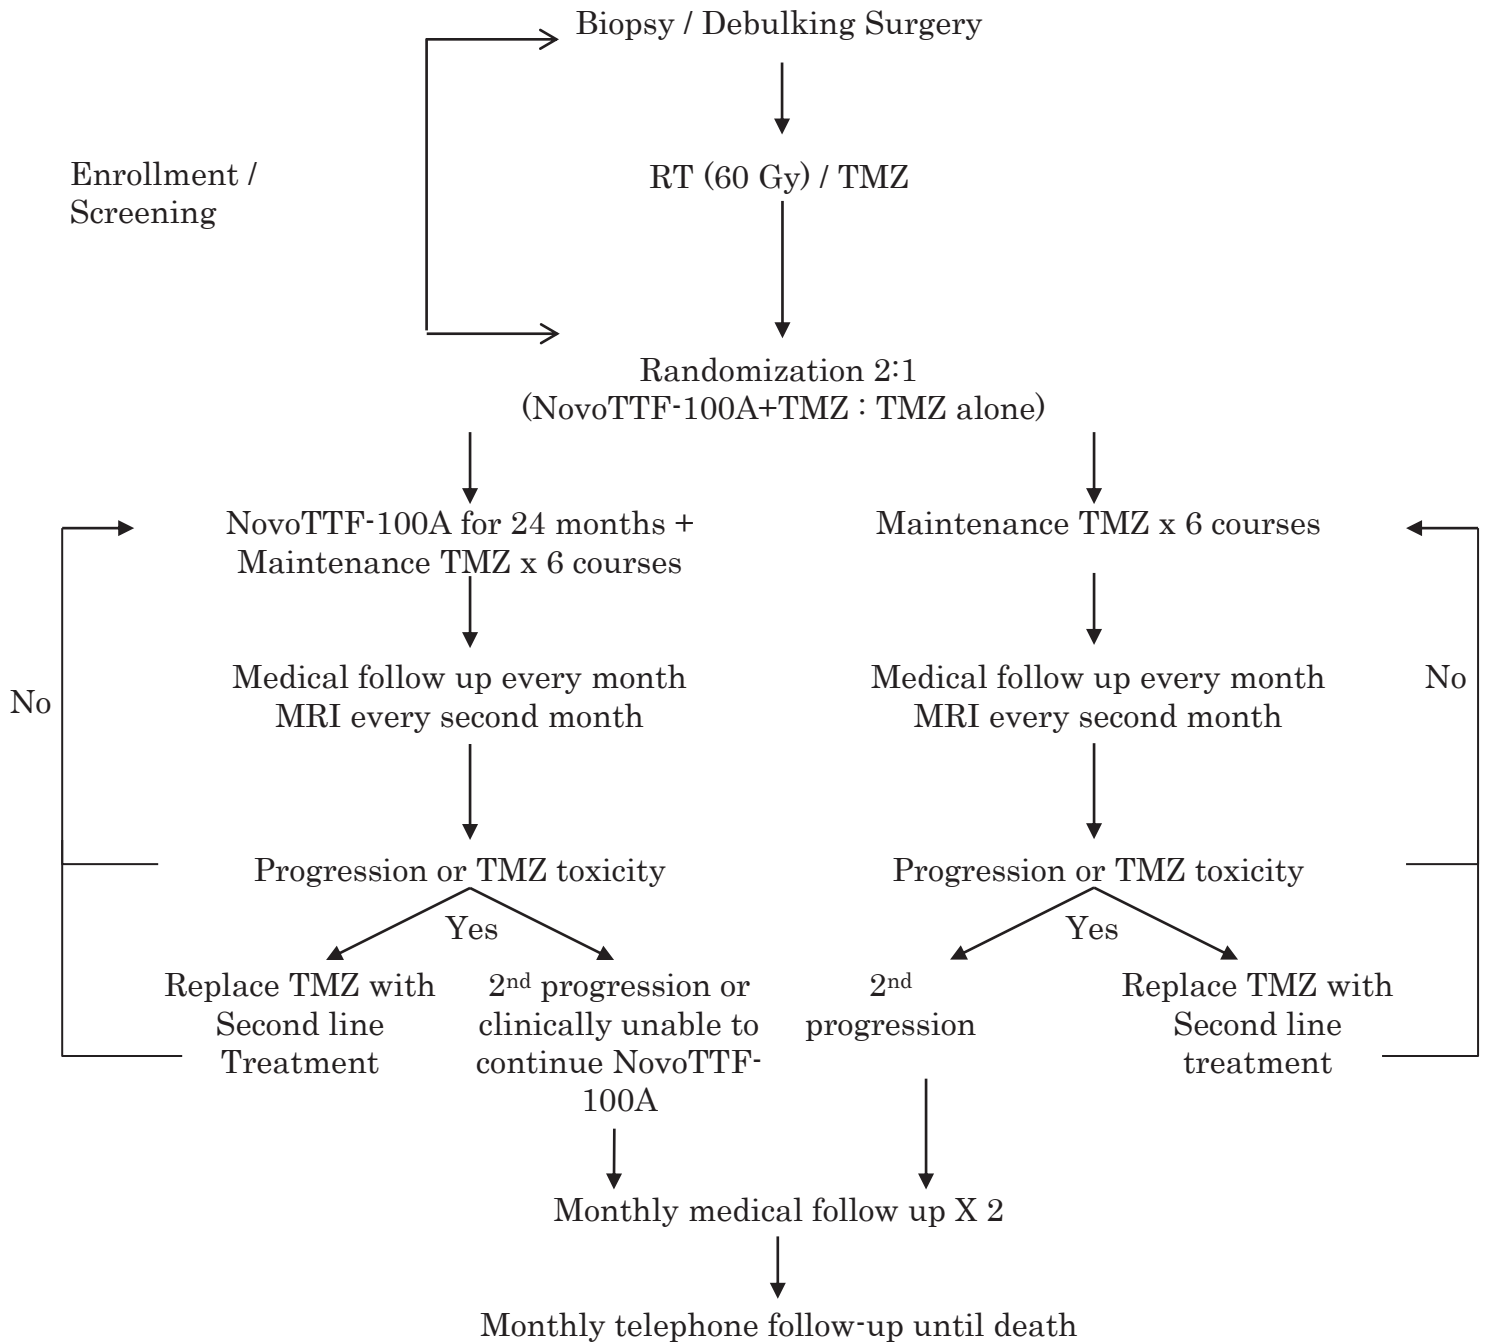 Biopsy / Debulking Surgery
Enrollment /
Screening
RT (60 Gy) / TMZ
Randomization 2:1
(NovoTTF-100A+TMZ : TMZ alone)
NovoTTF-100A for 24 months +
Maintenance TMZ x 6 courses
Maintenance TMZ x 6 courses
No
Medical follow up every month
MRI every second month
Medical follow up every month
MRI every second month
No
Progression or TMZ toxicity
Progression or TMZ toxicity
Yes
Yes
Replace TMZ with
Second line
Treatment
2nd progression or
clinically unable to
continue NovoTTF-
100A
2nd
progression
Replace TMZ with
Second line
treatment
Monthly medical follow up X 2
Monthly telephone follow-up until death